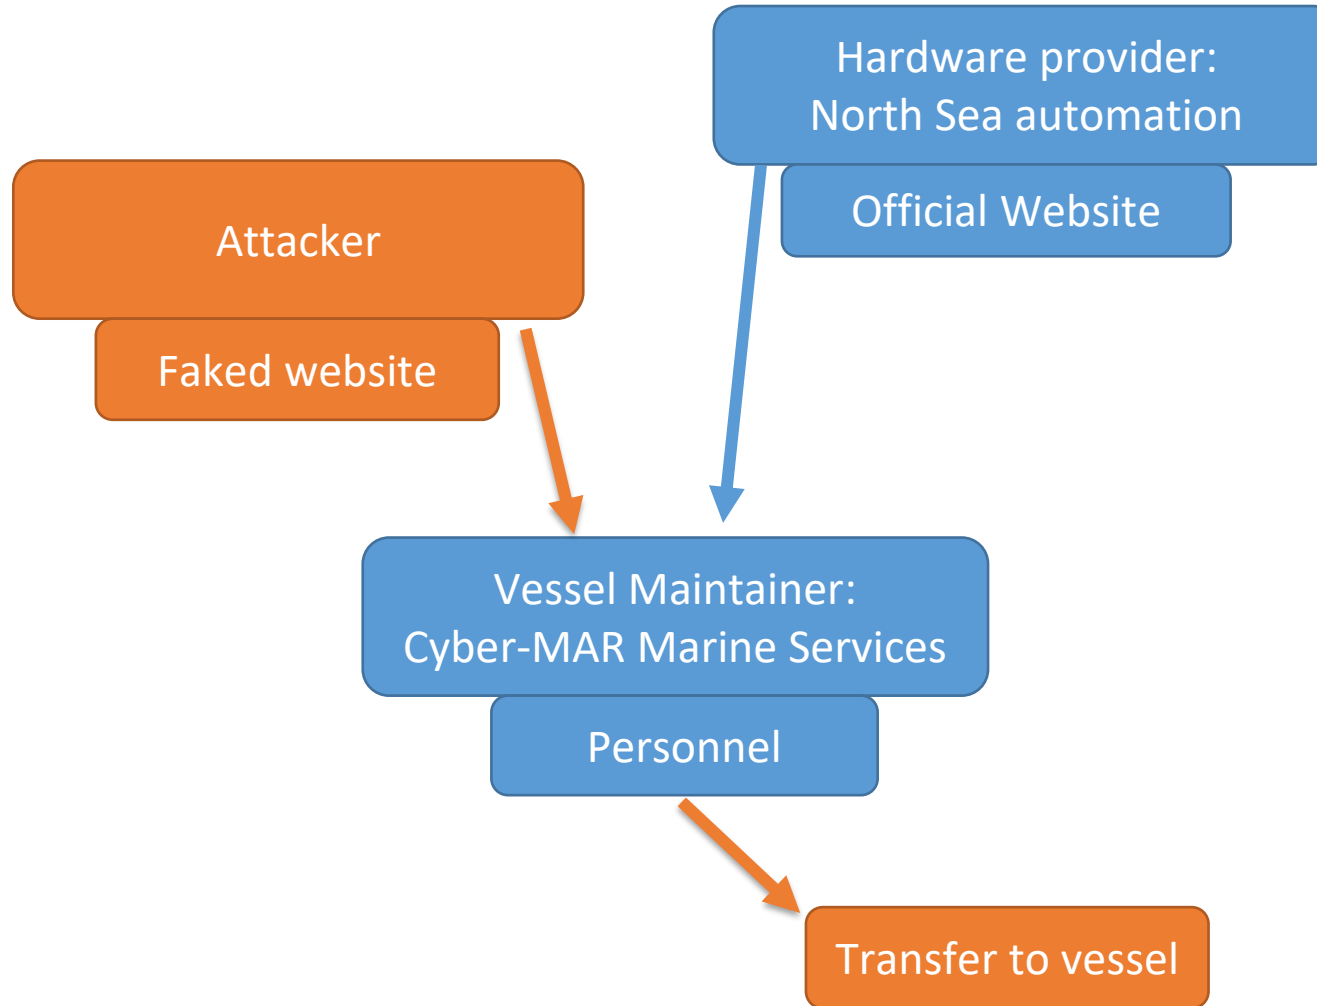 Hardware provider:
North Sea automation
Official Website
Attacker
Faked website
Vessel Maintainer:
Cyber-MAR Marine Services
Personnel
Transfer to vessel